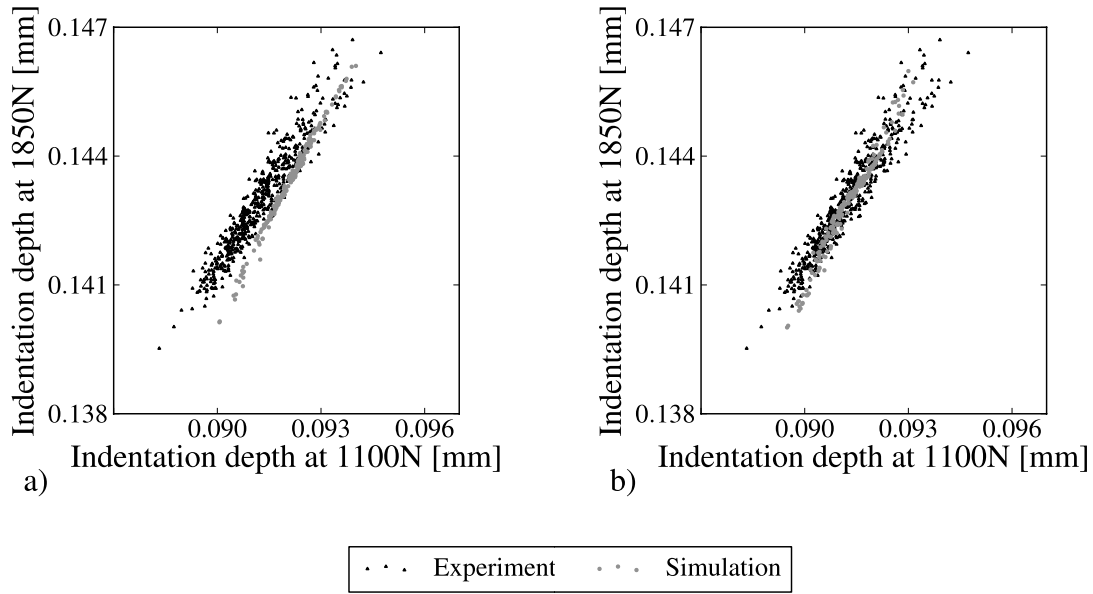 0.147
0.144
0.141
0.138
0.090 0.093 0.096
Indentation depth at 1850N [mm]
Indentation depth at 1100N [mm]
a)
0.147
0.144
0.141
0.138
0.090 0.093 0.096
Indentation depth at 1850N [mm]
Indentation depth at 1100N [mm]
b)
Experiment Simulation